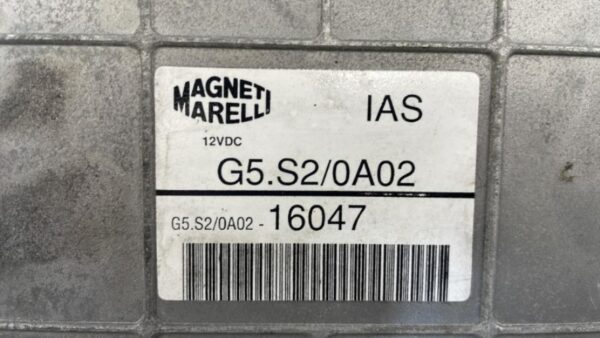 MAGNETI
MARELLI
IAS
12VDC
G5.S2/0A02
G5.S2/0A02 - 16047